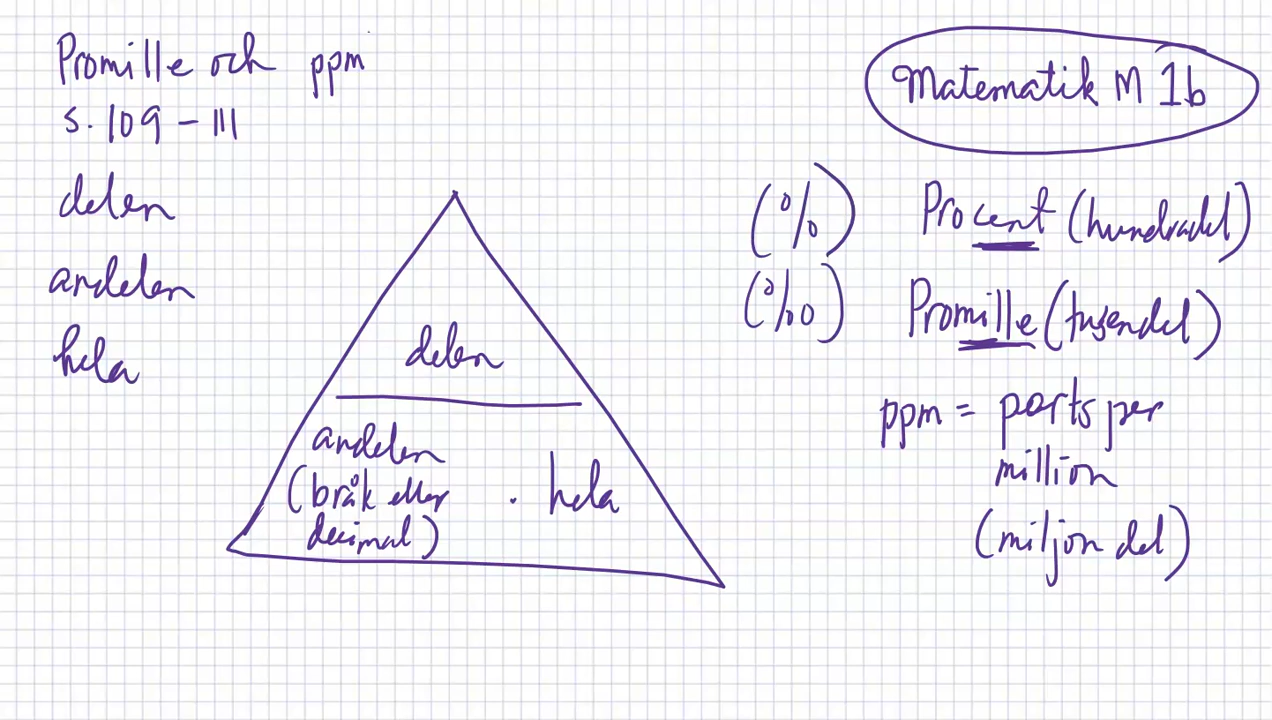 Promille och ppm
s. 109 - 111
delen
andelen
hela
delen
andelen
(bråk eller
decimal)
. hela
Matematik M 1b
(%) Procent (hundradel)
(‰) Promille (tusendel)
ppm = parts per
million
(miljon del)